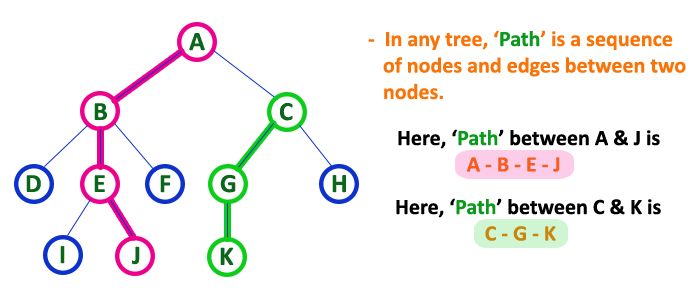 A
B
C
D
E
F
G
H
I
J
K
- In any tree, ‘Path’ is a sequence
of nodes and edges between two
nodes.
Here, ‘Path’ between A & J is
A - B - E - J
Here, ‘Path’ between C & K is
C - G - K